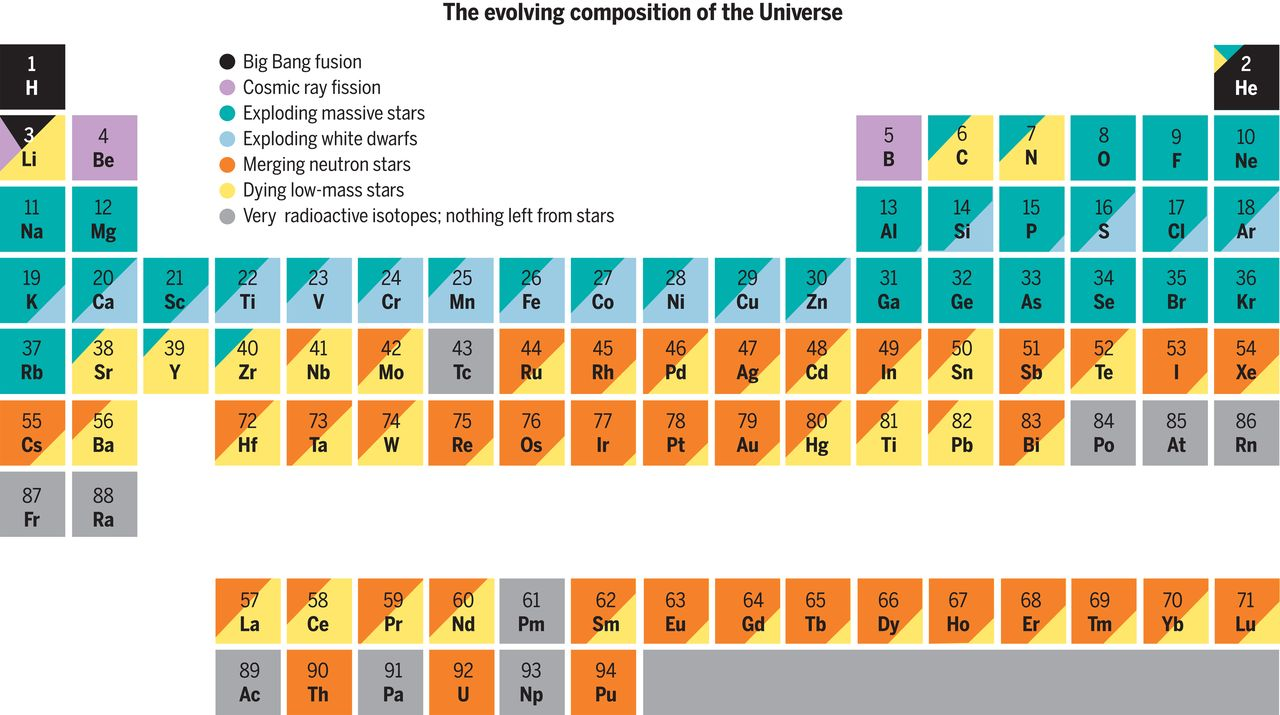 The evolving composition of the Universe
1 H
Big Bang fusion
Cosmic ray fission
Exploding massive stars
Exploding white dwarfs
Merging neutron stars
Dying low-mass stars
Very radioactive isotopes; nothing left from stars
2 He
3 Li
4 Be
5 B
6 C
7 N
8 O
9 F
10 Ne
11 Na
12 Mg
13 Al
14 Si
15 P
16 S
17 Cl
18 Ar
19 K
20 Ca
21 Sc
22 Ti
23 V
24 Cr
25 Mn
26 Fe
27 Co
28 Ni
29 Cu
30 Zn
31 Ga
32 Ge
33 As
34 Se
35 Br
36 Kr
37 Rb
38 Sr
39 Y
40 Zr
41 Nb
42 Mo
43 Tc
44 Ru
45 Rh
46 Pd
47 Ag
48 Cd
49 In
50 Sn
51 Sb
52 Te
53 I
54 Xe
55 Cs
56 Ba
72 Hf
73 Ta
74 W
75 Re
76 Os
77 Ir
78 Pt
79 Au
80 Hg
81 Ti
82 Pb
83 Bi
84 Po
85 At
86 Rn
87 Fr
88 Ra
57 La
58 Ce
59 Pr
60 Nd
61 Pm
62 Sm
63 Eu
64 Gd
65 Tb
66 Dy
67 Ho
68 Er
69 Tm
70 Yb
71 Lu
89 Ac
90 Th
91 Pa
92 U
93 Np
94 Pu